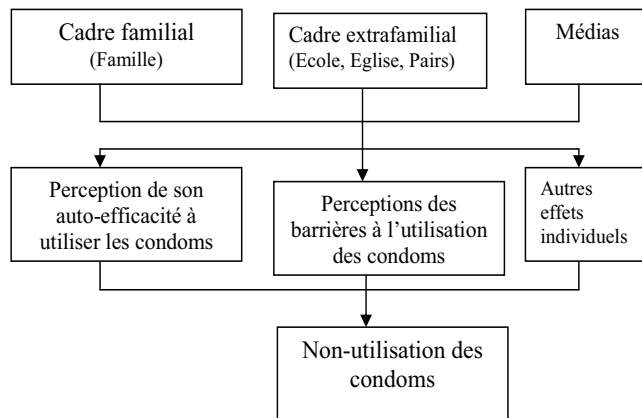 Cadre familial
(Famille)
Cadre extrafamilial
(Ecole, Eglise, Pairs)
Médias
Perception de son
auto-efficacité à
utiliser les condoms
Perceptions des
barrières à l’utilisation
des condoms
Autres
effets
individuels
Non-utilisation des
condoms